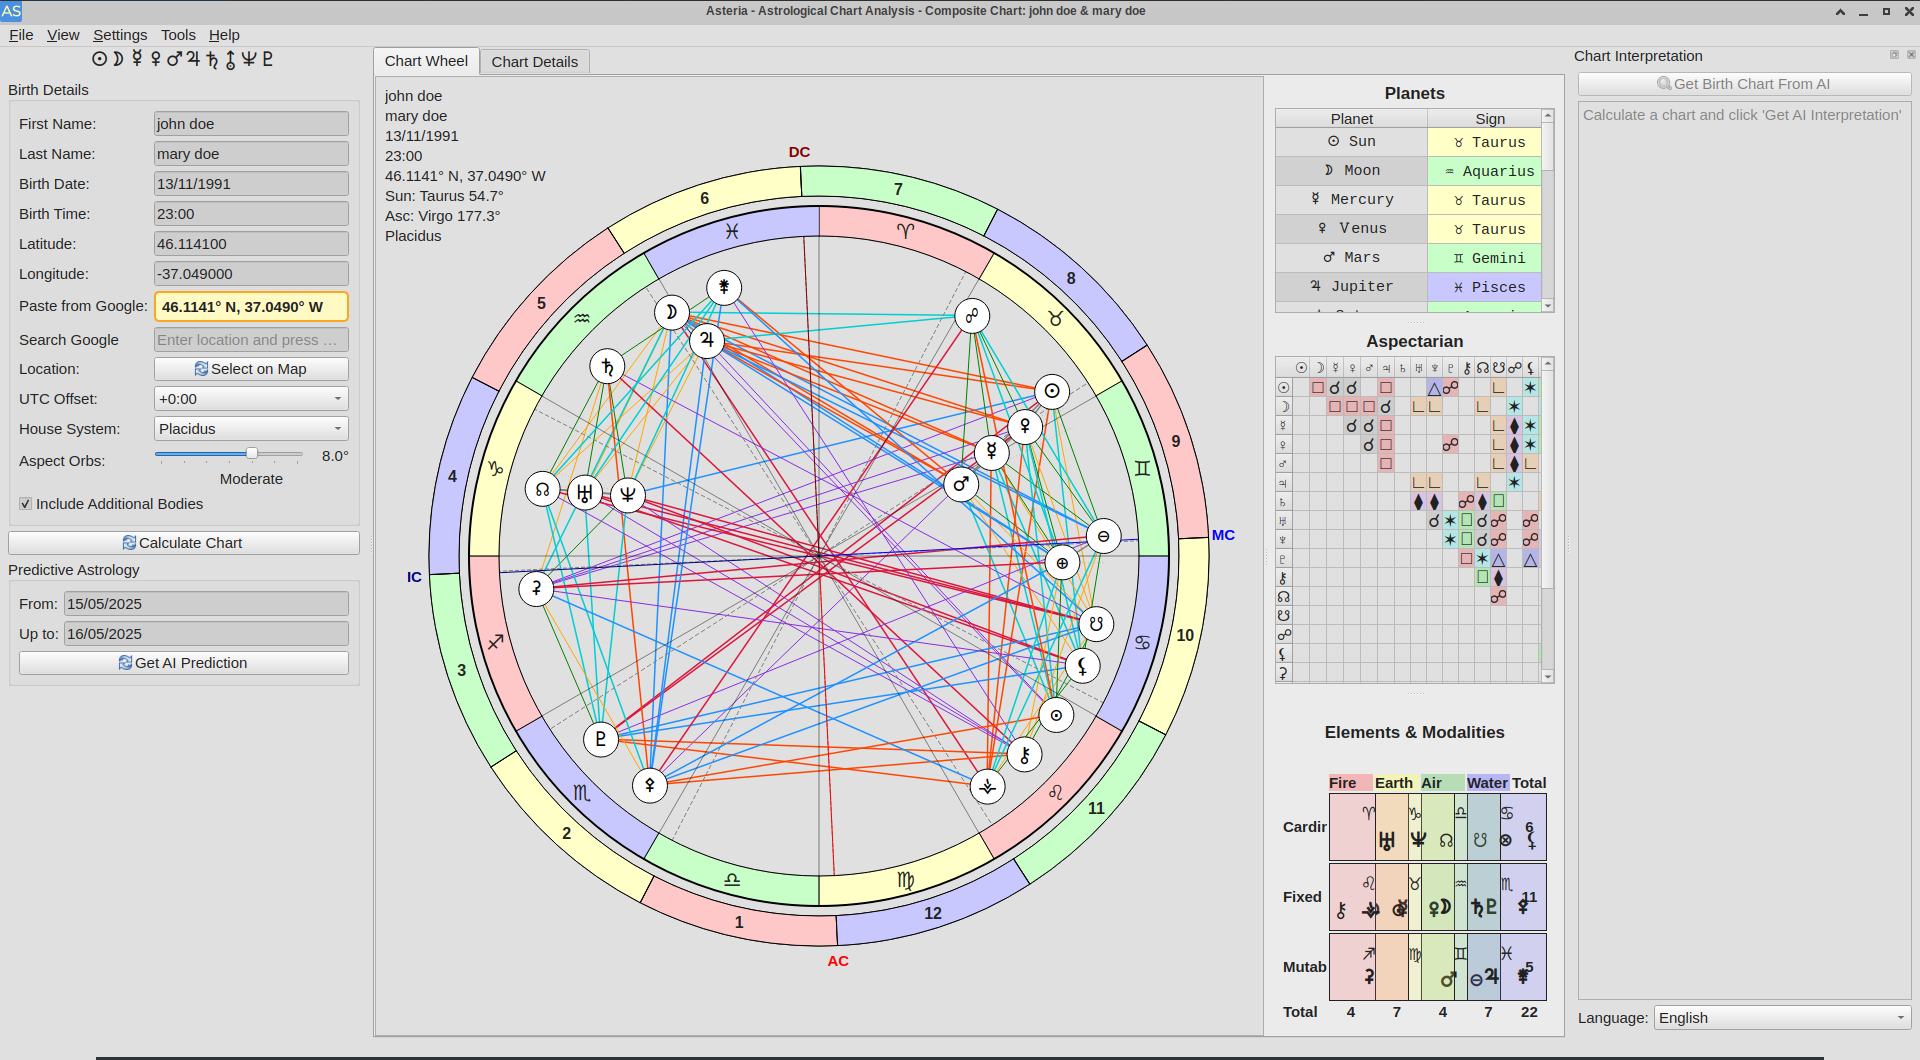 AS
Asteria - Astrological Chart Analysis - Composite Chart: john doe & mary doe
File View Settings Tools Help
☉☽☿♀♂♃♄⛢♆♇
Birth Details
First Name: john doe
Last Name: mary doe
Birth Date: 13/11/1991
Birth Time: 23:00
Latitude: 46.114100
Longitude: -37.049000
Paste from Google: 46.1141° N, 37.0490° W
Search Google Enter location and press …
Location: Select on Map
UTC Offset: +0:00
House System: Placidus
Aspect Orbs: 8.0°
Moderate
Include Additional Bodies
Calculate Chart
Predictive Astrology
From: 15/05/2025
Up to: 16/05/2025
Get AI Prediction
Chart Wheel Chart Details
john doe
mary doe
13/11/1991
23:00
46.1141° N, 37.0490° W
Sun: Taurus 54.7°
Asc: Virgo 177.3°
Placidus
DC
6 7
5 8
4 9
MC
IC
3 10
2 11
1 12
AC
Planets
Planet Sign
☉ Sun ♉ Taurus
☽ Moon ♒ Aquarius
☿ Mercury ♉ Taurus
♀ Venus ♉ Taurus
♂ Mars ♊ Gemini
♃ Jupiter ♓ Pisces
Aspectarian
Elements & Modalities
Fire Earth Air Water Total
Cardir 6
Fixed 11
Mutab 5
Total 4 7 4 7 22
Chart Interpretation
Get Birth Chart From AI
Calculate a chart and click 'Get AI Interpretation'
Language: English